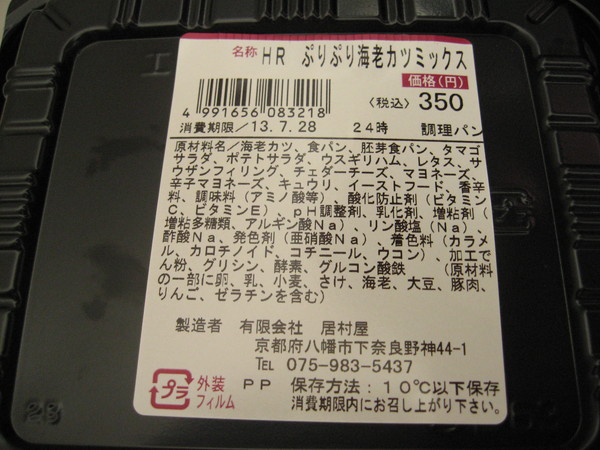 名称 HR ぷりぷり海老カツミックス
価格(円)
〈税込〉 350
4 991656 083218
消費期限/13.7.28 24時 調理パン
原材料名/海老カツ、食パン、胚芽食パン、タマゴ
サラダ、ポテトサラダ、ウスギリハム、レタス、サ
ウザンフィリング、チェダーチーズ、マヨネーズ、
辛子マヨネーズ、キュウリ、イーストフード、香辛
料、調味料(アミノ酸等)、酸化防止剤(ビタミン
C、ビタミンE)、pH調整剤、乳化剤、増粘剤(
増粘多糖類、アルギン酸Na)、リン酸塩(Na)、
酢酸Na、発色剤(亜硝酸Na)、着色料(カラメ
ル、カロチノイド、コチニール、ウコン)、加工で
ん粉、グリシン、酵素、グルコン酸鉄 (原材料
の一部に卵、乳、小麦、さけ、海老、大豆、豚肉、
りんご、ゼラチンを含む)
製造者 有限会社 居村屋
京都府八幡市下奈良野神44-1
TEL 075-983-5437
プラ 外装 PP 保存方法:10℃以下保存
フィルム 消費期限内にお召し上がり下さい。